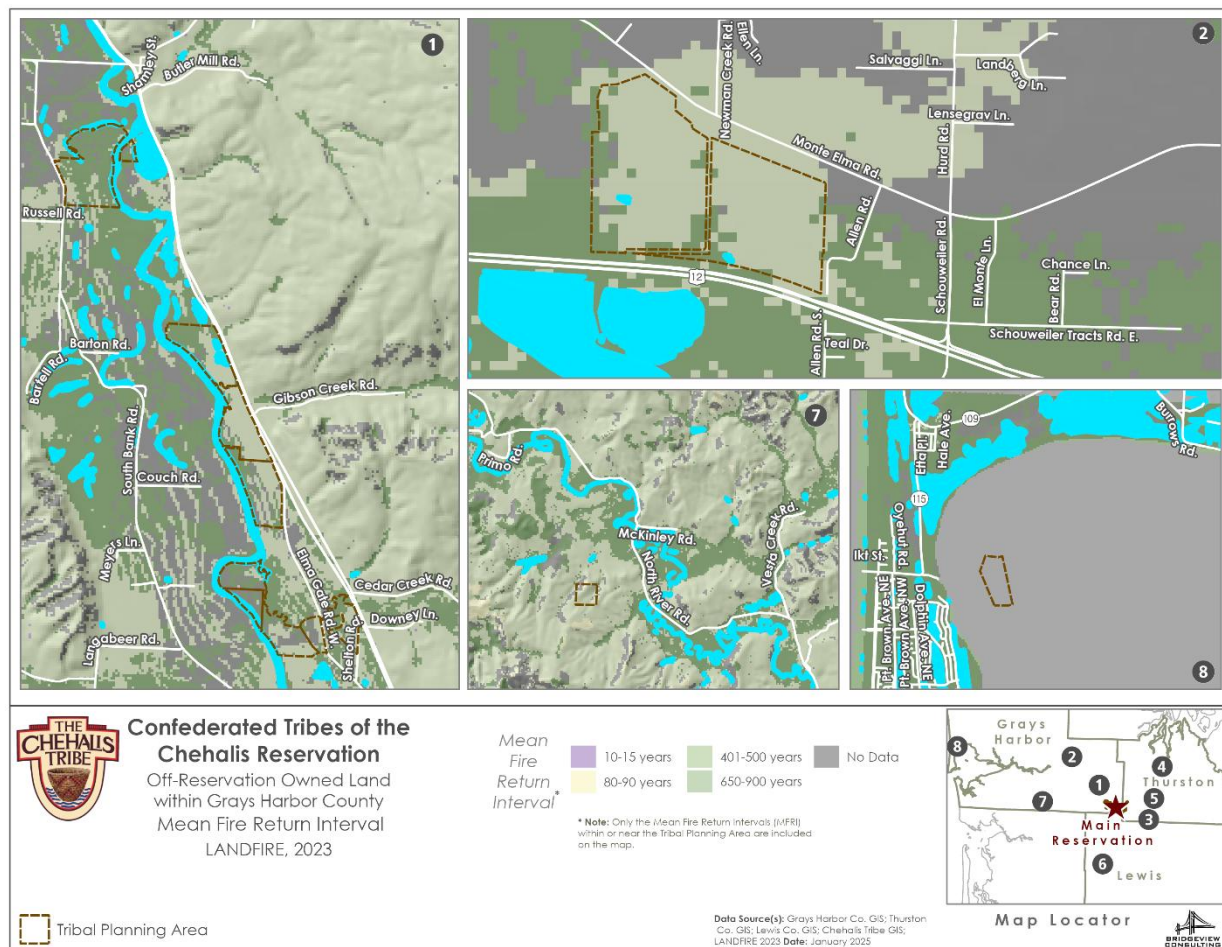 1
Shamley St.
Butler Mill Rd.
Russell Rd.
Barton Rd.
Bartell Rd.
Gibson Creek Rd.
South Bank Rd.
Couch Rd.
Meyers Ln.
Elma Gate Rd. W.
Cedar Creek Rd.
Downey Ln.
Shelton Rd.
Langabeer Rd.
2
Ellen Ln.
Newman Creek Rd.
Salvaggi Ln.
Landberg Ln.
Lensegrav Ln.
Hurd Rd.
Monte Elma Rd.
Allen Rd.
12
Schouweiler Rd.
El Monte Ln.
Chance Ln.
Bear Rd.
Schouweiler Tracts Rd. E.
Allen Rd. S.
Teal Dr.
7
Primo Rd.
McKinley Rd.
Vesta Creek Rd.
North River Rd.
109
Burrows Rd.
Etta Pl.
Hale Ave.
115
Oyehut Rd.
Ikt St.
Pt. Brown Ave. NE
Pt. Brown Ave. NW
Dolphin Ave. NE
8
THE
CHEHALIS
TRIBE
Confederated Tribes of the
Chehalis Reservation
Off-Reservation Owned Land
within Grays Harbor County
Mean Fire Return Interval
LANDFIRE, 2023
Tribal Planning Area
Mean
Fire
Return
Interval*
10-15 years
401-500 years
No Data
80-90 years
650-900 years
* Note: Only the Mean Fire Return Intervals (MFRI)
within or near the Tribal Planning Area are included
on the map.
Data Source(s): Grays Harbor Co. GIS; Thurston
Co. GIS; Lewis Co. GIS; Chehalis Tribe GIS;
LANDFIRE 2023 Date: January 2025
Grays
Harbor
8
2
4
Thurston
1
5
7
3
Main
Reservation
6
Lewis
Map Locator
BRIDGEVIEW
CONSULTING